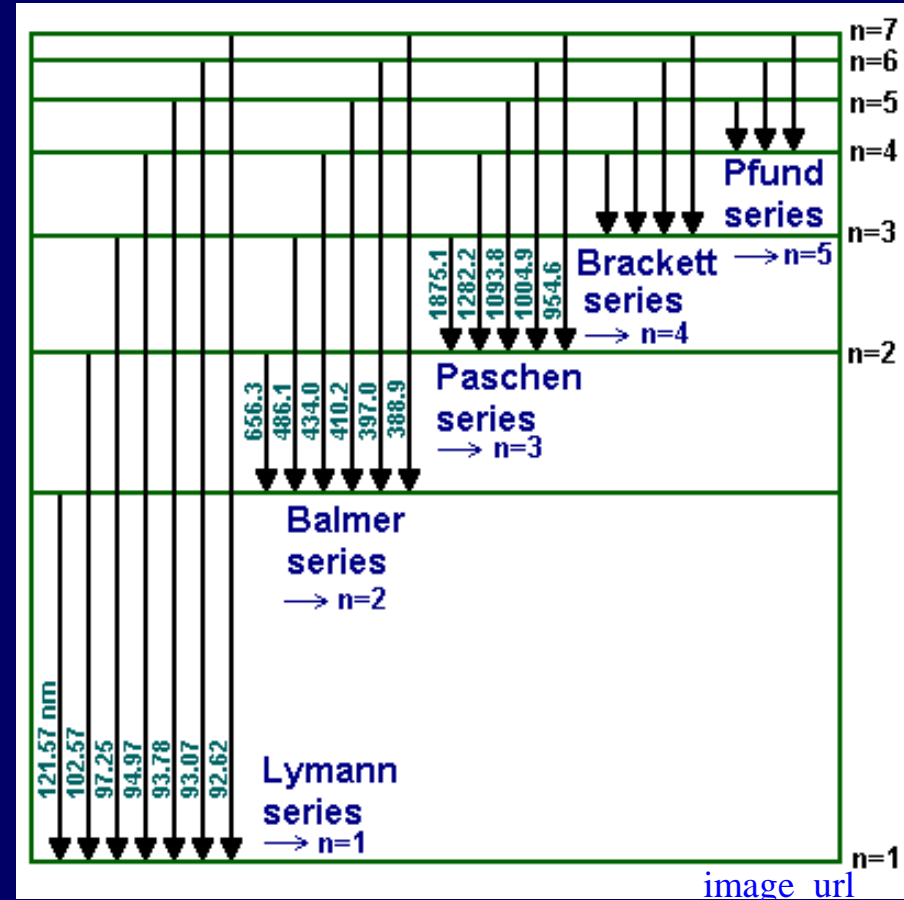 n=7
n=6
n=5
n=4
Pfund
series
→ n=5
n=3
Brackett
series
→ n=4
1875.1
1282.2
1093.8
1004.9
954.6
n=2
Paschen
series
→ n=3
656.3
486.1
434.0
410.2
397.0
388.9
Balmer
series
→ n=2
121.57 nm
102.57
97.25
94.97
93.78
93.07
92.62
Lymann
series
→ n=1
n=1
image_url